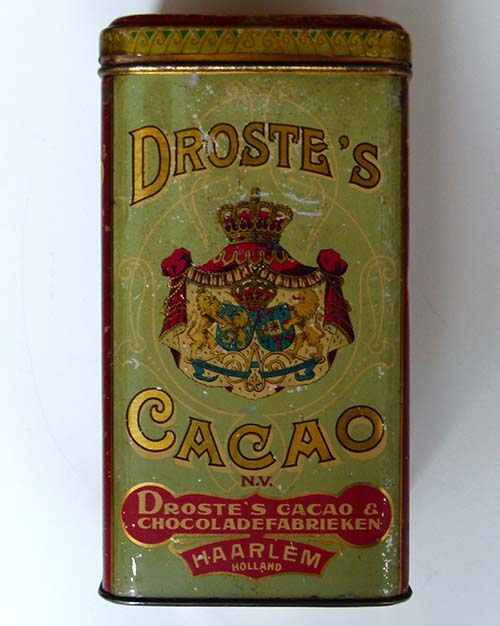 DROSTE'S
CACAO
N.V.
DROSTE'S CACAO &
CHOCOLADEFABRIEKEN
HAARLEM
HOLLAND